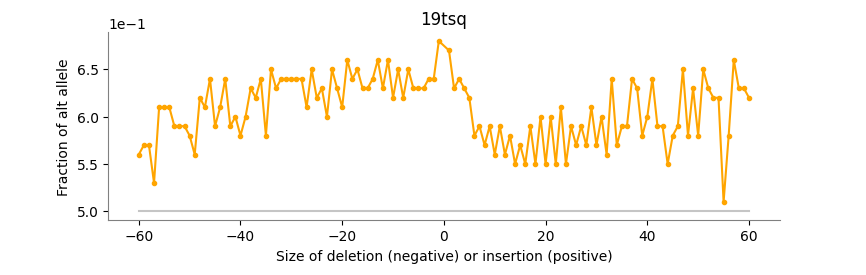 19tsq
1e−1
Fraction of alt allele
6.5
6.0
5.5
5.0
−60 −40 −20 0 20 40 60
Size of deletion (negative) or insertion (positive)